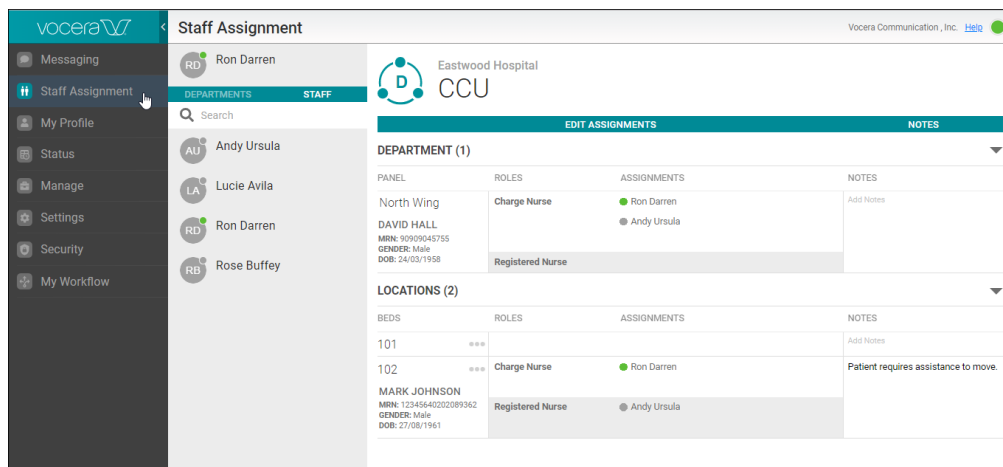 vocera
Staff Assignment
Vocera Communication , Inc. Help
Messaging
Staff Assignment
My Profile
Status
Manage
Settings
Security
My Workflow
RD Ron Darren
DEPARTMENTS STAFF
Search
AU Andy Ursula
LA Lucie Avila
RD Ron Darren
RB Rose Buffey
D
Eastwood Hospital
CCU
EDIT ASSIGNMENTS NOTES
DEPARTMENT (1)
PANEL ROLES ASSIGNMENTS NOTES
North Wing Charge Nurse Ron Darren Add Notes
Andy Ursula
DAVID HALL
MRN: 90909045755
GENDER: Male
DOB: 24/03/1958
Registered Nurse
LOCATIONS (2)
BEDS ROLES ASSIGNMENTS NOTES
101 Add Notes
102 Charge Nurse Ron Darren Patient requires assistance to move.
MARK JOHNSON
MRN: 12345640202089362
GENDER: Male
DOB: 27/08/1961
Registered Nurse Andy Ursula